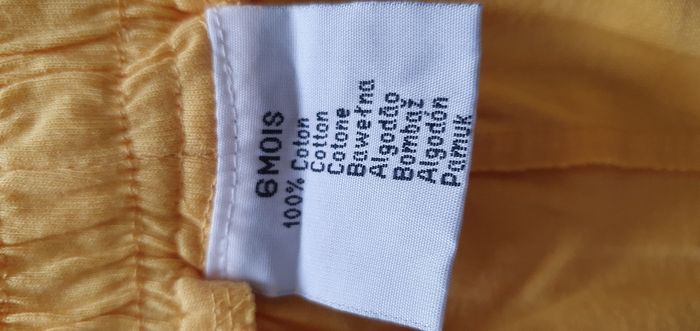 6MOIS
100% Coton
Cotton
Cotone
Bawełna
Algodão
Bombaž
Algodón
Pamuk